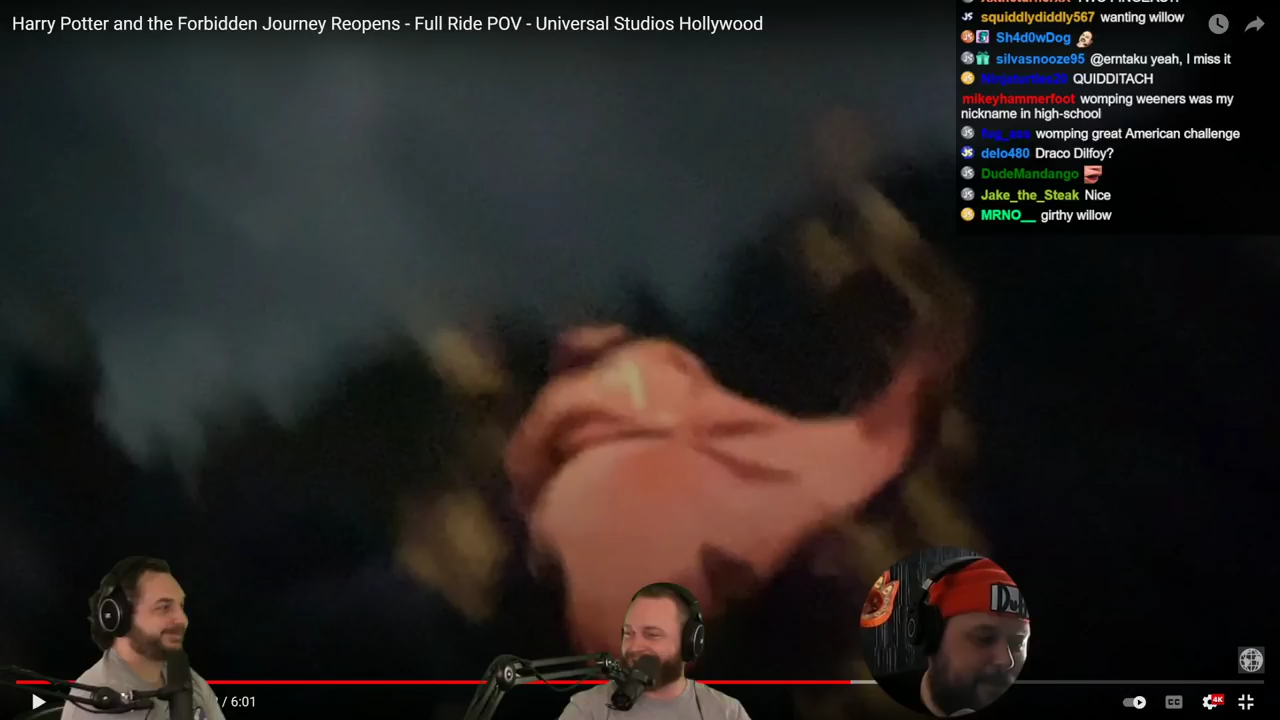 Harry Potter and the Forbidden Journey Reopens - Full Ride POV - Universal Studios Hollywood
squiddlydiddly567 wanting willow
Sh4d0wDog
silvasnooze95 @erntaku yeah, I miss it
QUIDDITACH
mikeyhammerfoot womping weeners was my
nickname in high-school
womping great American challenge
delo480 Draco Dilfoy?
DudeMandango
Jake_the_Steak Nice
MRNO__ girthy willow
/ 6:01
CC
4K